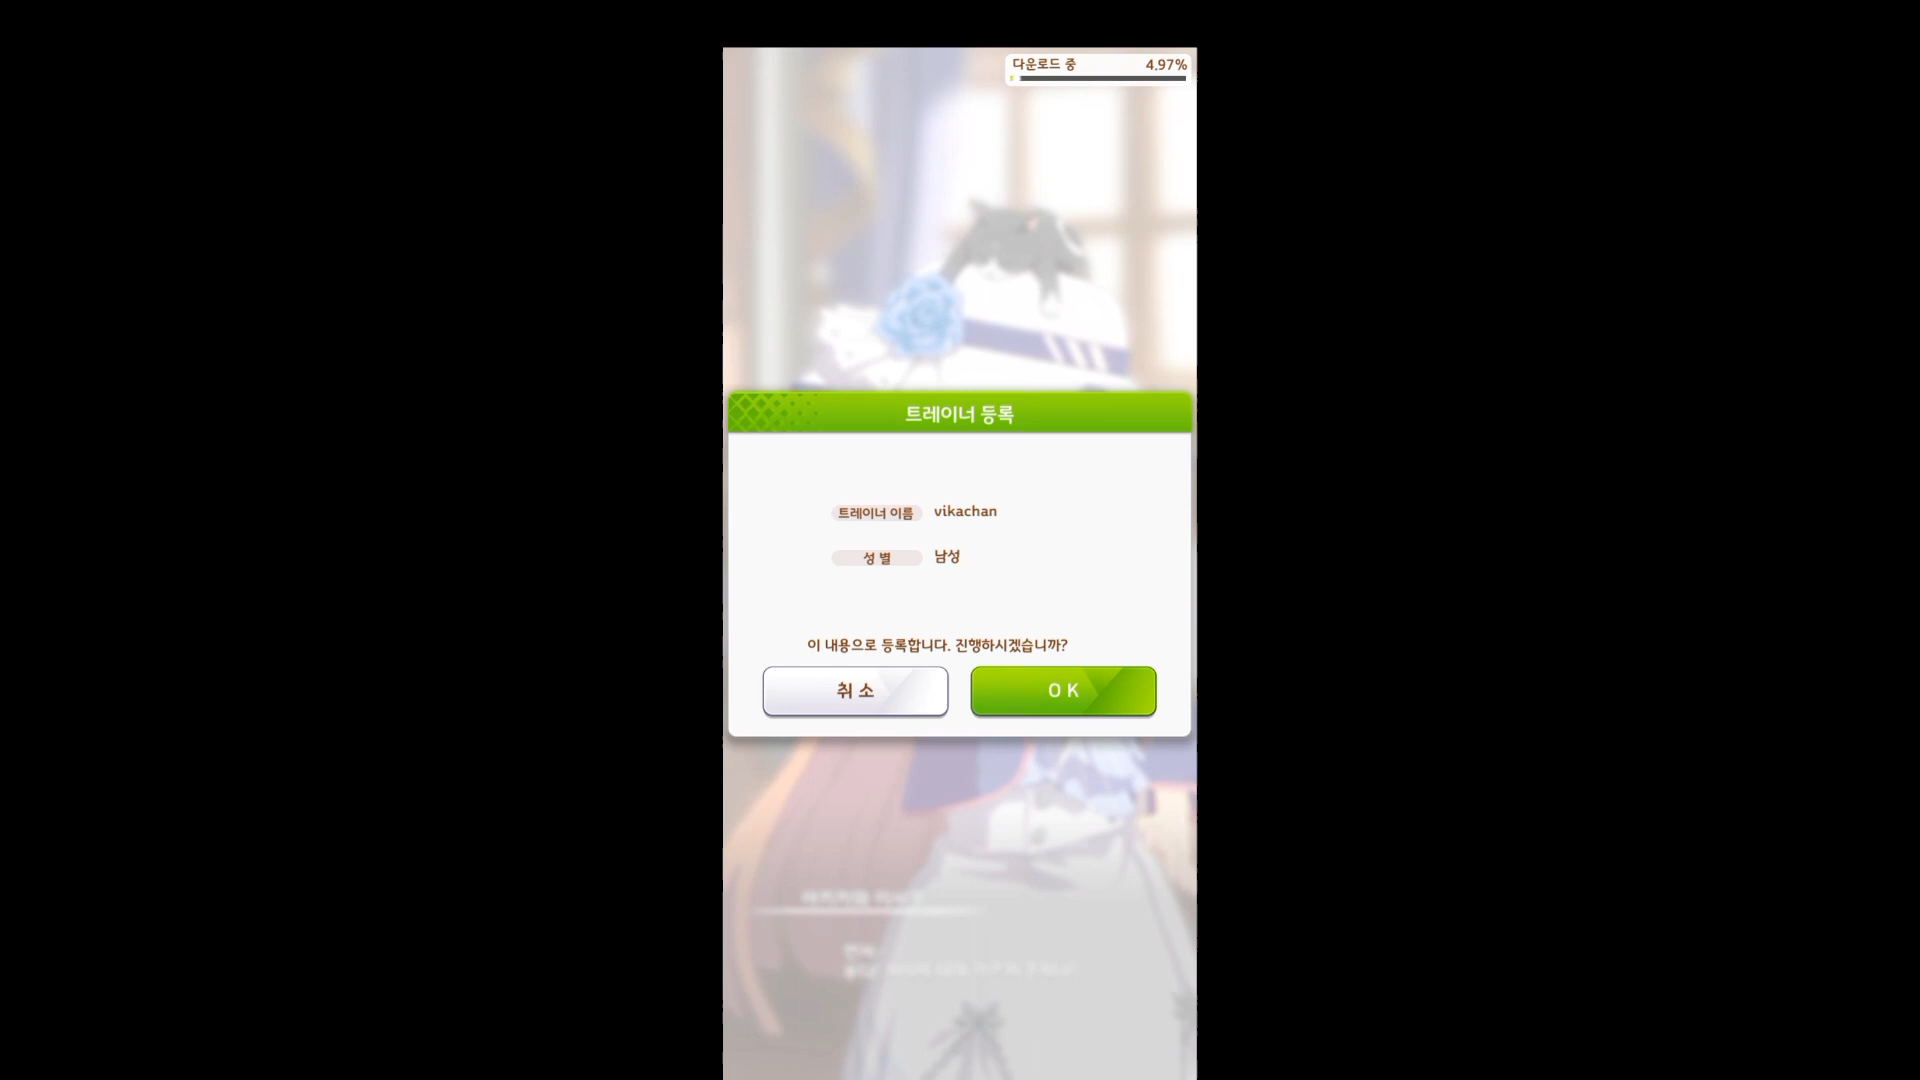 다운로드 중 4.97%
트레이너 등록
트레이너 이름 vikachan
성 별 남성
이 내용으로 등록합니다. 진행하시겠습니까?
취 소 O K